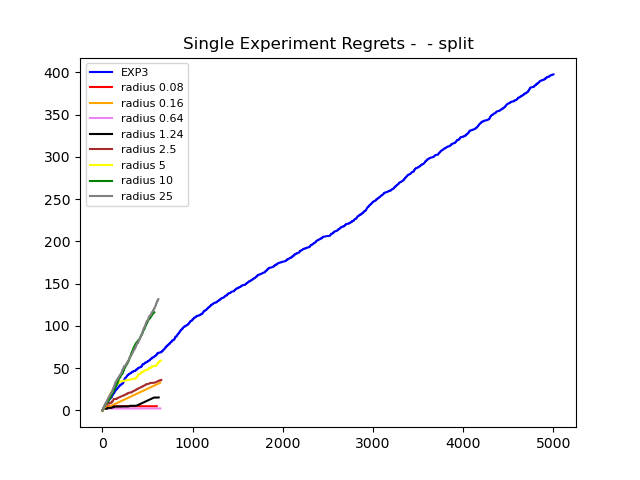 Single Experiment Regrets -  - split
EXP3
radius 0.08
radius 0.16
radius 0.64
radius 1.24
radius 2.5
radius 5
radius 10
radius 25
400
350
300
250
200
150
100
50
0
0 1000 2000 3000 4000 5000